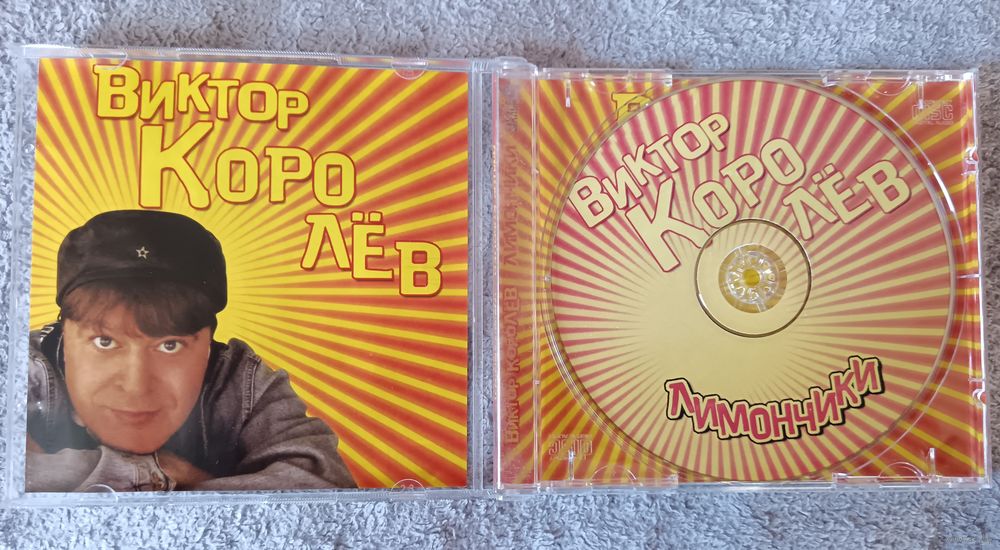 Виктор
Коро
лёв
ВИКТОР КОРОЛЁВ ЛИМОНЧИКИ
Виктор
Коро
лёв
Лимончики